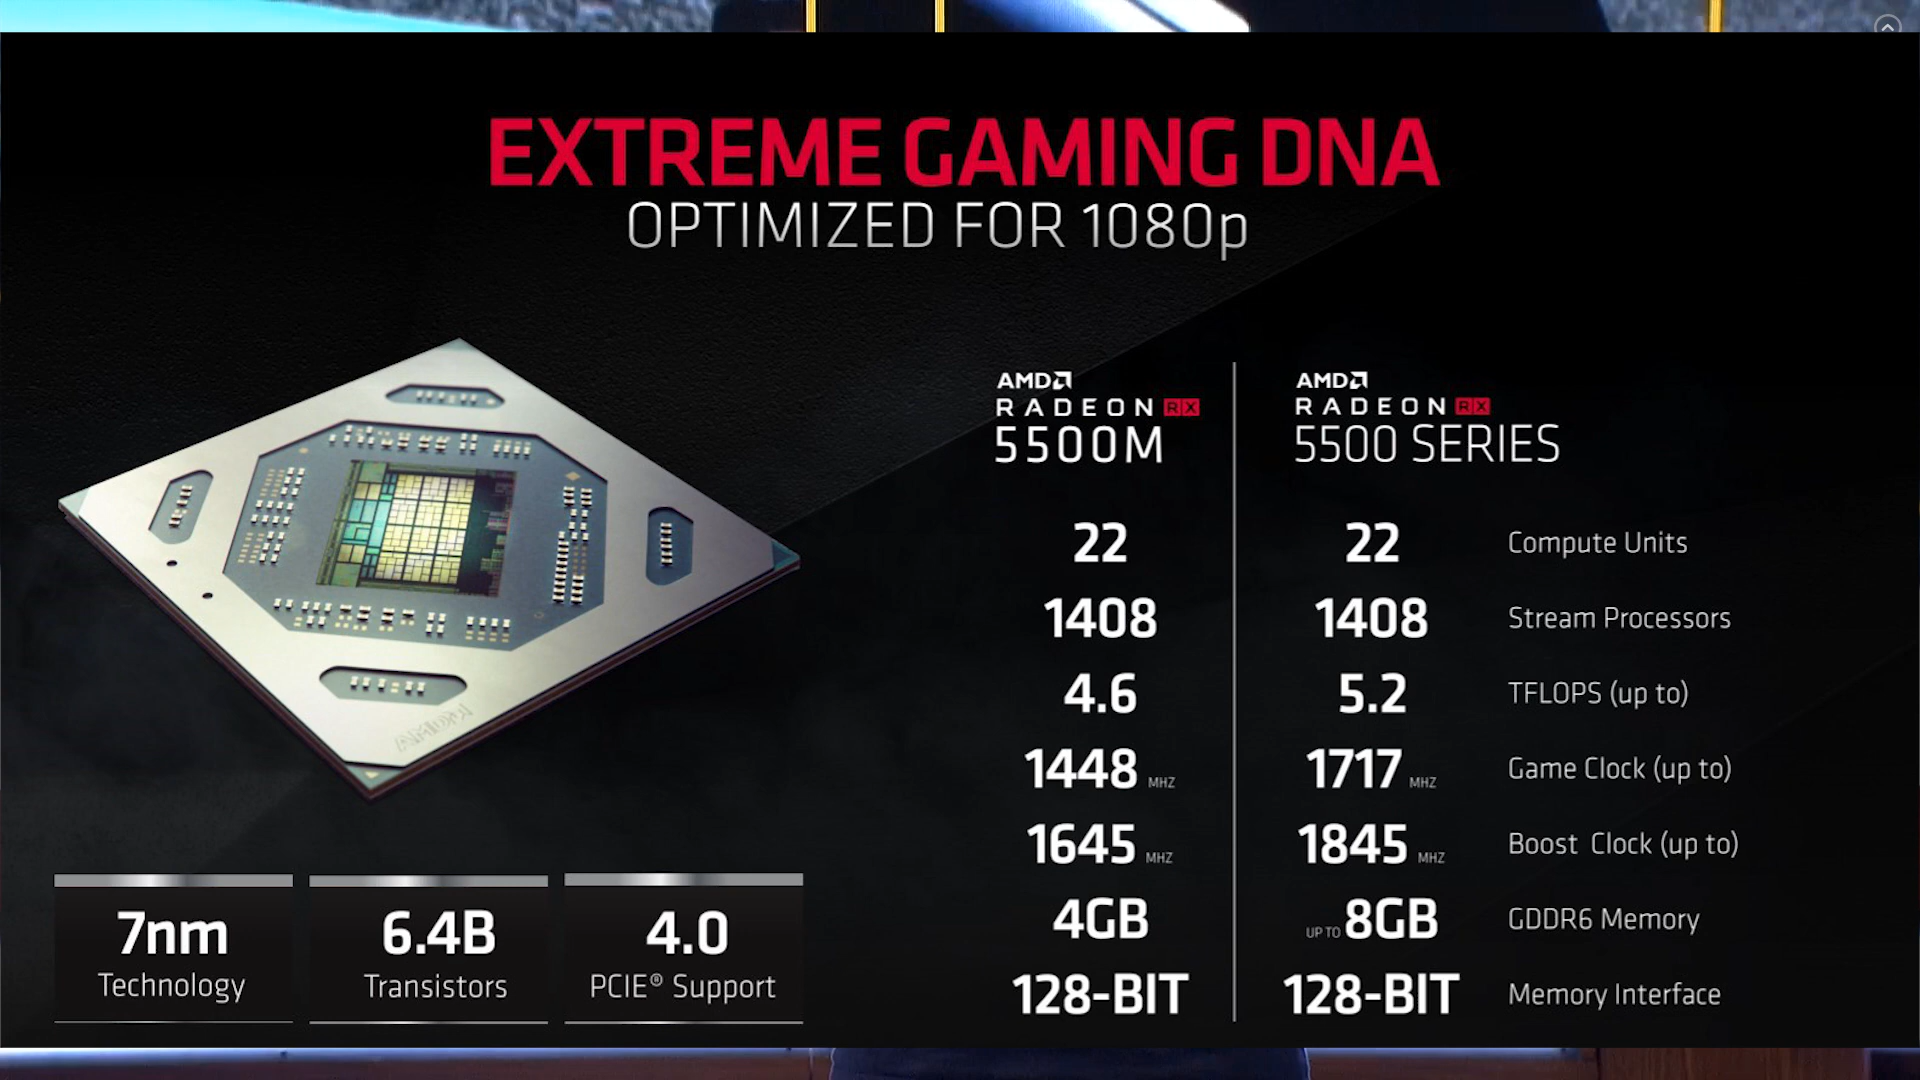 EXTREME GAMING DNA
OPTIMIZED FOR 1080p
AMD
RADEON RX
5500M
AMD
RADEON RX
5500 SERIES
22 22 Compute Units
1408 1408 Stream Processors
4.6 5.2 TFLOPS (up to)
1448 MHZ 1717 MHZ Game Clock (up to)
1645 MHZ 1845 MHZ Boost Clock (up to)
4GB UP TO 8GB GDDR6 Memory
128-BIT 128-BIT Memory Interface
AMD
7nm
Technology
6.4B
Transistors
4.0
PCIE® Support